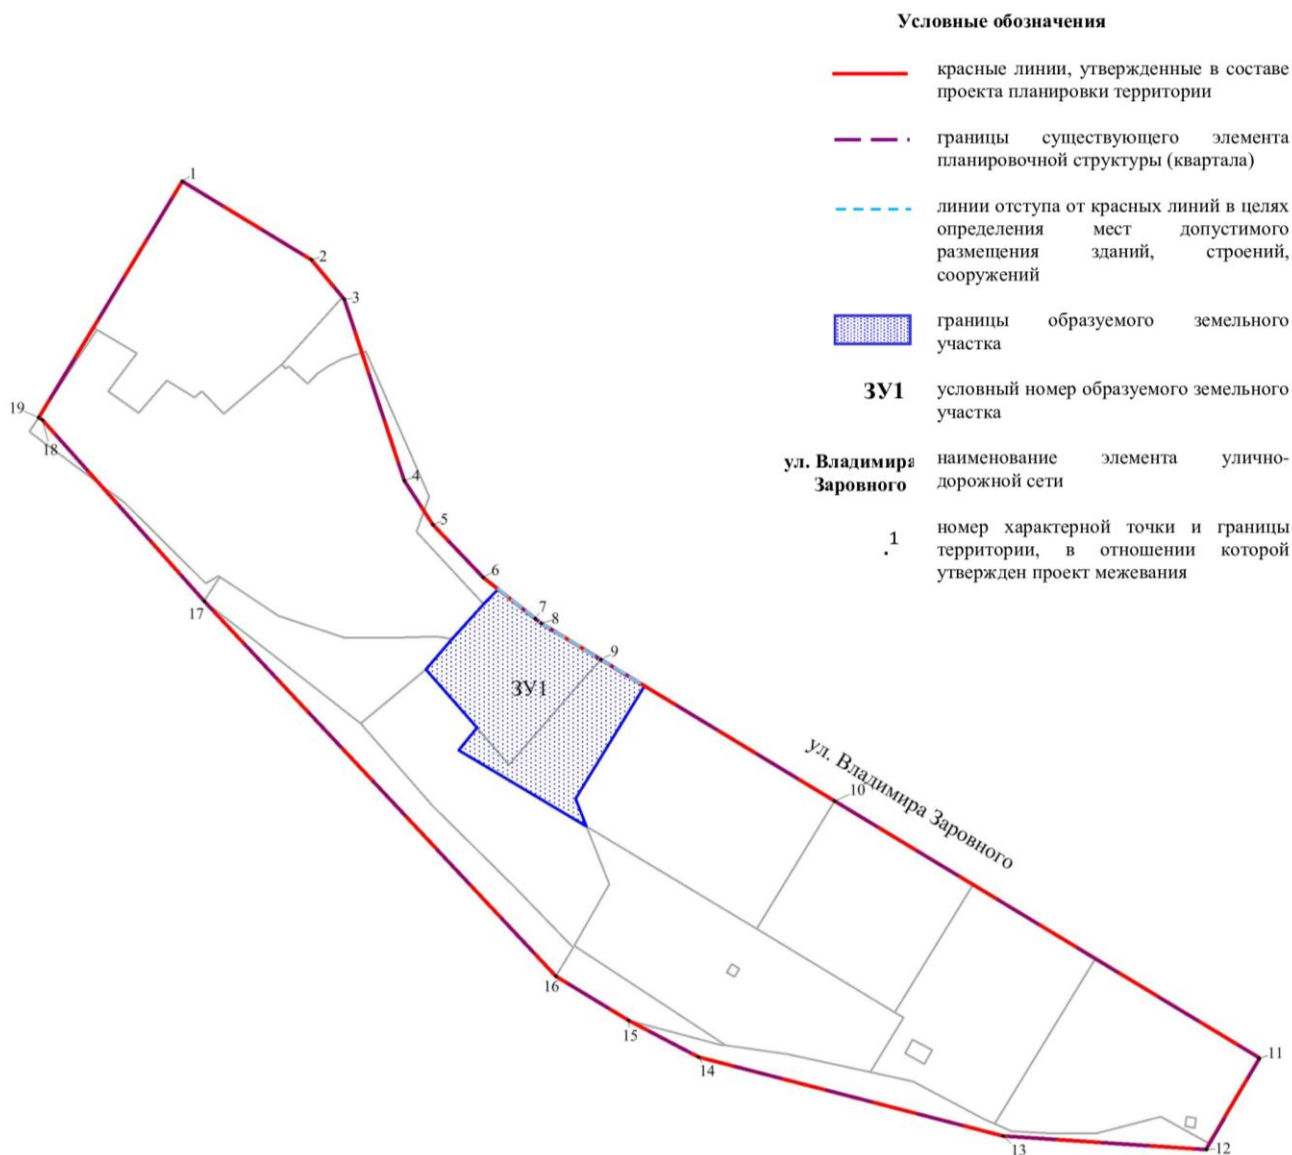 Условные обозначения
красные линии, утвержденные в составе
проекта планировки территории
границы существующего элемента
планировочной структуры (квартала)
линии отступа от красных линий в целях
определения мест допустимого
размещения зданий, строений,
сооружений
границы образуемого земельного
участка
ЗУ1
условный номер образуемого земельного
участка
ул. Владимира
Заровного
наименование элемента улично-
дорожной сети
1
номер характерной точки и границы
территории, в отношении которой
утвержден проект межевания
1
2
3
4
5
6
7
8
9
ЗУ1
ул. Владимира Заровного
10
11
12
13
14
15
16
17
18
19